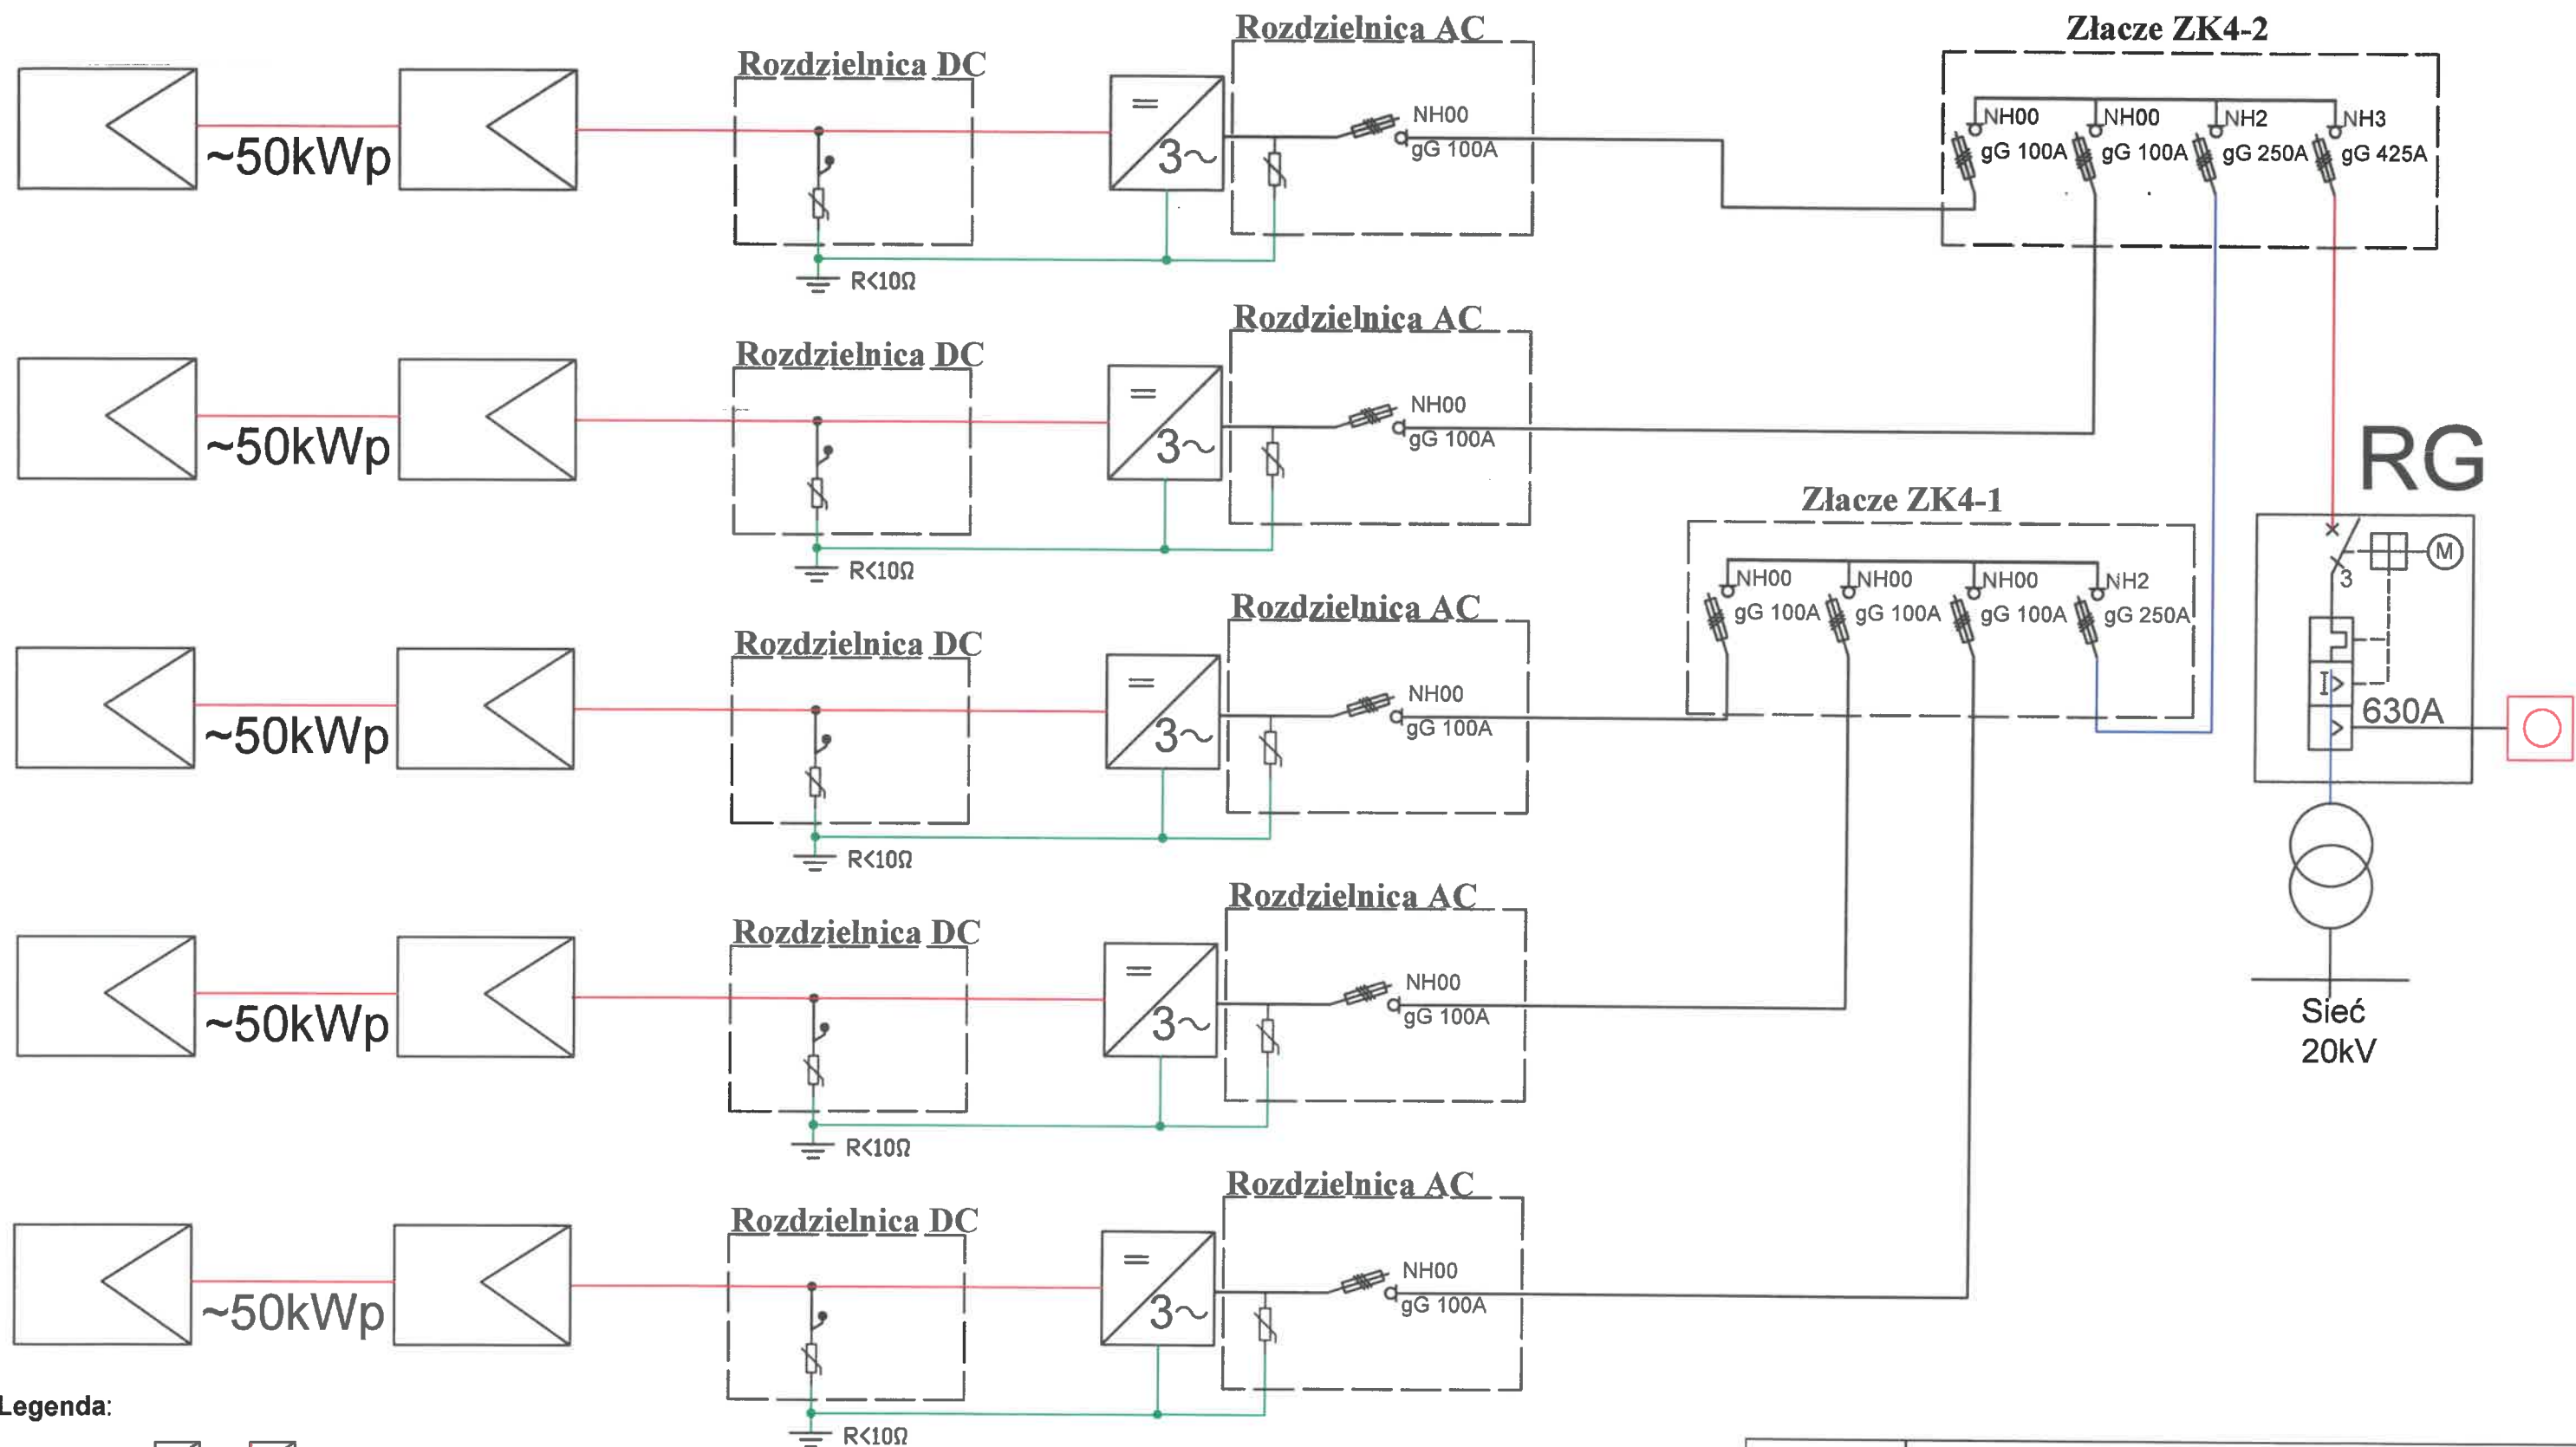 Rozdzielnica AC
Złacze ZK4-2
Rozdzielnica DC
NH00
gG 100A
3~
~50kWp
R<10Ω
NH00
gG 100A
NH00
gG 100A
NH2
gG 250A
NH3
gG 425A
Rozdzielnica AC
Rozdzielnica DC
NH00
gG 100A
3~
~50kWp
R<10Ω
RG
M
3
630A
Złacze ZK4-1
NH00
gG 100A
NH00
gG 100A
NH00
gG 100A
NH2
gG 250A
Rozdzielnica AC
Rozdzielnica DC
NH00
gG 100A
3~
~50kWp
R<10Ω
Rozdzielnica AC
Rozdzielnica DC
NH00
gG 100A
3~
~50kWp
R<10Ω
Sieć
20kV
Rozdzielnica AC
Rozdzielnica DC
NH00
gG 100A
3~
~50kWp
R<10Ω
Legenda: